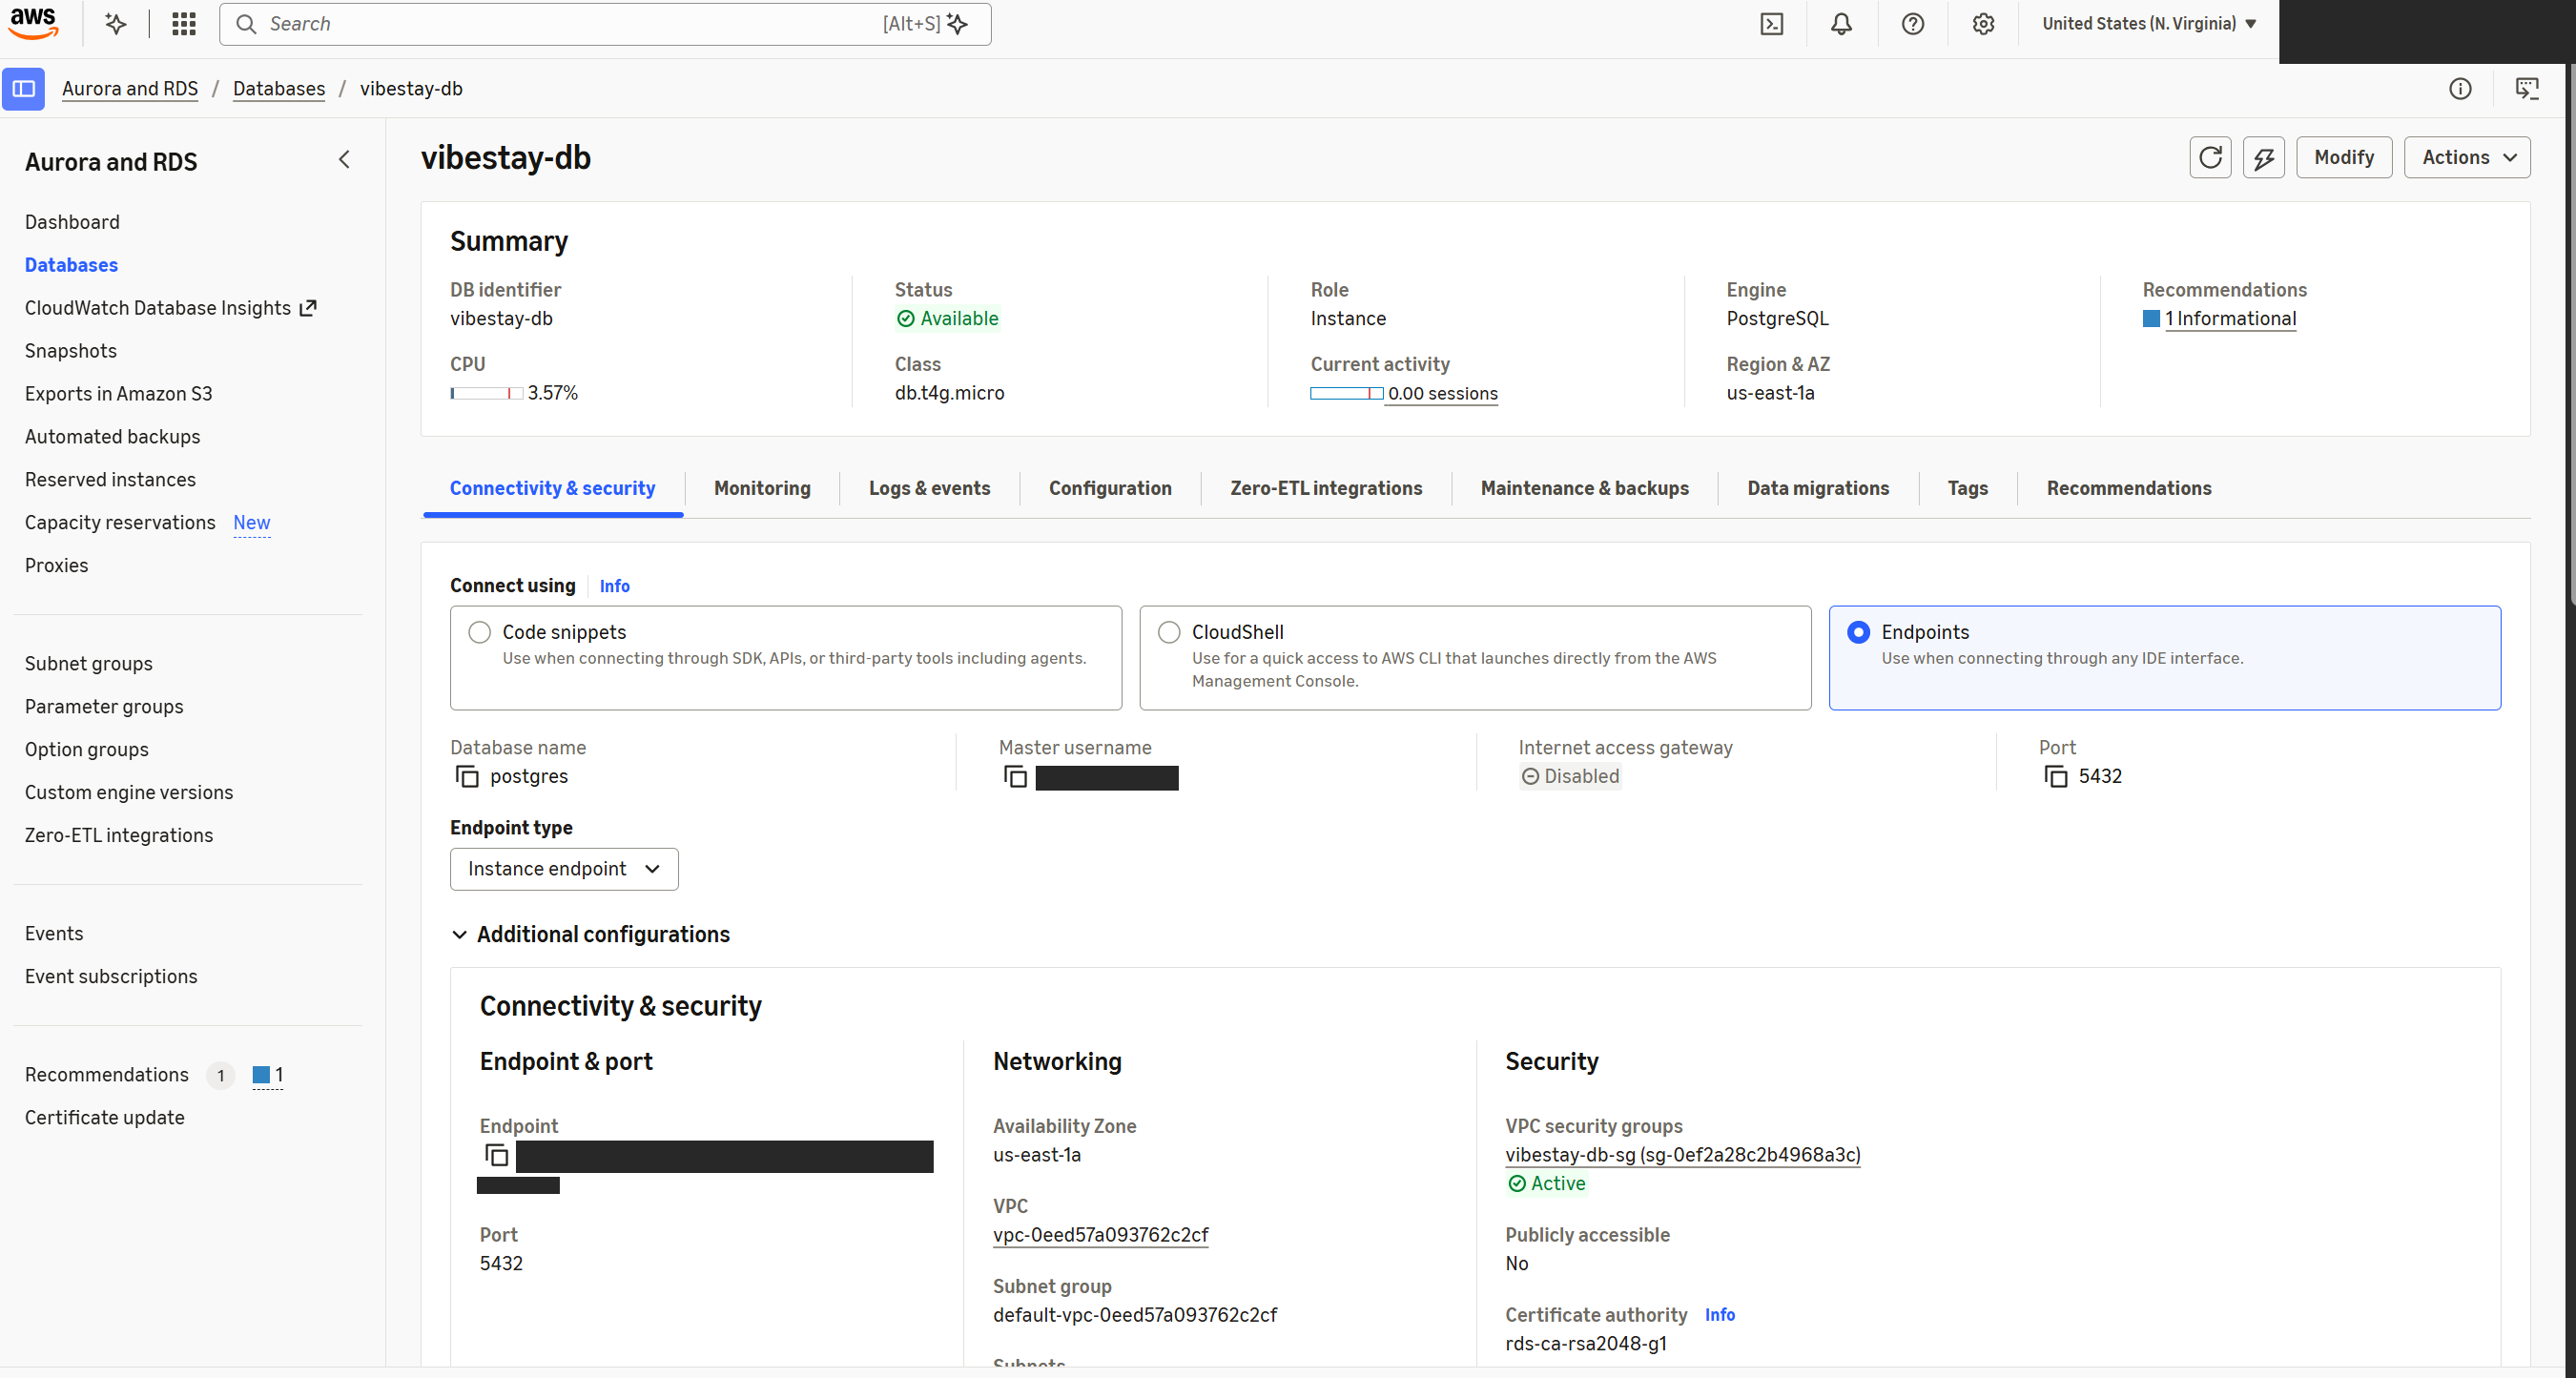 aws
Search
[Alt+S]
United States (N. Virginia)
Aurora and RDS / Databases / vibestay-db
Aurora and RDS
Dashboard
Databases
CloudWatch Database Insights
Snapshots
Exports in Amazon S3
Automated backups
Reserved instances
Capacity reservations New
Proxies
Subnet groups
Parameter groups
Option groups
Custom engine versions
Zero-ETL integrations
Events
Event subscriptions
Recommendations 1 1
Certificate update
vibestay-db
Modify
Actions
Summary
DB identifier
vibestay-db
CPU
3.57%
Status
Available
Class
db.t4g.micro
Role
Instance
Current activity
0.00 sessions
Engine
PostgreSQL
Region & AZ
us-east-1a
Recommendations
1 Informational
Connectivity & security
Monitoring
Logs & events
Configuration
Zero-ETL integrations
Maintenance & backups
Data migrations
Tags
Recommendations
Connect using
Info
Code snippets
Use when connecting through SDK, APIs, or third-party tools including agents.
CloudShell
Use for a quick access to AWS CLI that launches directly from the AWS
Management Console.
Endpoints
Use when connecting through any IDE interface.
Database name
postgres
Master username
Internet access gateway
Disabled
Port
5432
Endpoint type
Instance endpoint
Additional configurations
Connectivity & security
Endpoint & port
Endpoint
Port
5432
Networking
Availability Zone
us-east-1a
VPC
vpc-0eed57a093762c2cf
Subnet group
default-vpc-0eed57a093762c2cf
Subnets
Security
VPC security groups
vibestay-db-sg (sg-0ef2a28c2b4968a3c)
Active
Publicly accessible
No
Certificate authority Info
rds-ca-rsa2048-g1